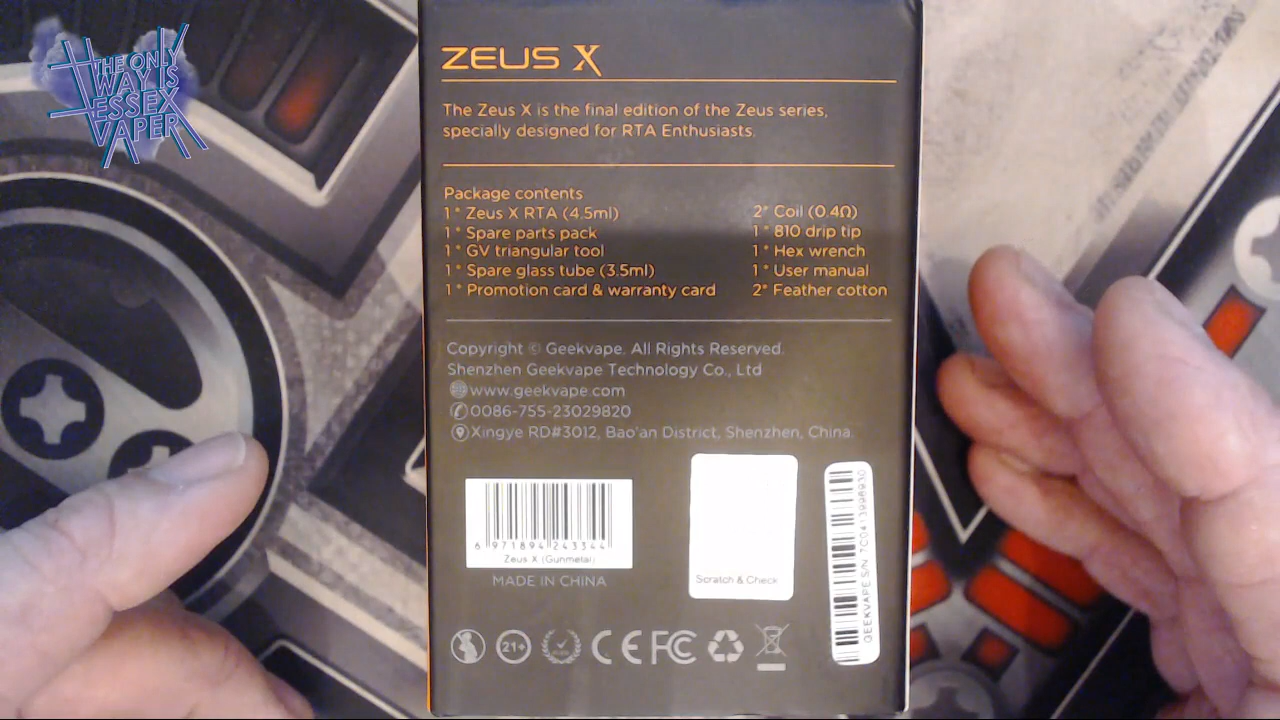 THE ONLY
WAY IS
ESSEX
VAPER
ZEUS X
The Zeus X is the final edition of the Zeus series,
specially designed for RTA Enthusiasts.
Package contents
1* Zeus X RTA (4.5ml)
1* Spare parts pack
1* GV triangular tool
1* Spare glass tube (3.5ml)
1* Promotion card & warranty card
2* Coil (0.4Ω)
1* 810 drip tip
1* Hex wrench
1* User manual
2* Feather cotton
Copyright © Geekvape. All Rights Reserved.
Shenzhen Geekvape Technology Co., Ltd
www.geekvape.com
0086-755-23029820
Xingye RD#3012, Bao'an District, Shenzhen, China.
6 971894 243344
Zeus X (Gunmetal)
MADE IN CHINA
Scratch & Check
21+
CE FC